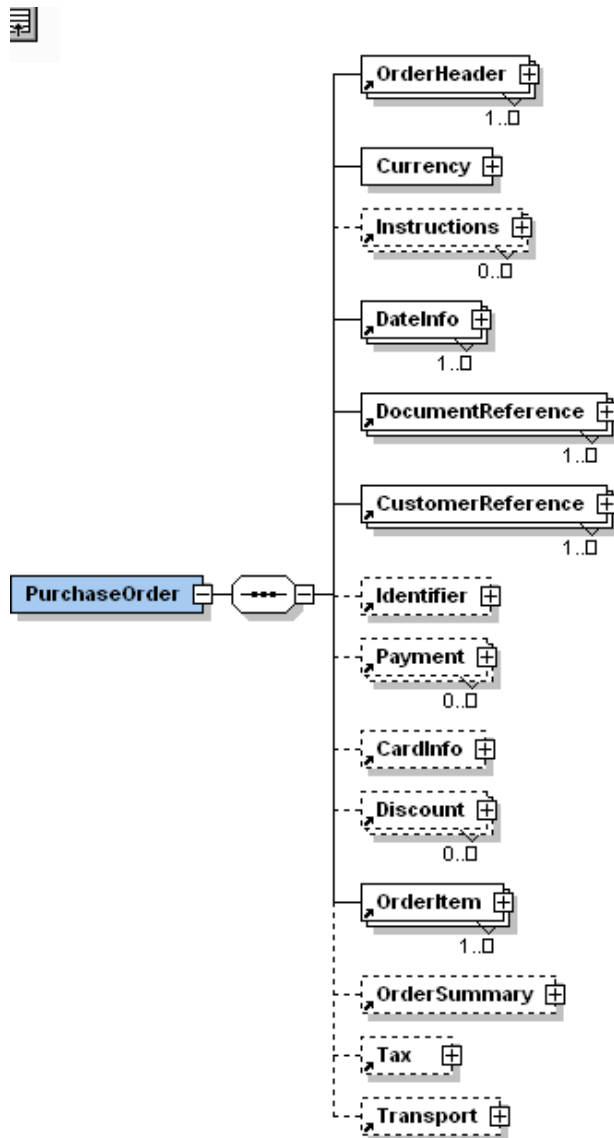 OrderHeader
1..□
Currency
Instructions
0..□
DateInfo
1..□
DocumentReference
1..□
CustomerReference
1..□
PurchaseOrder
Identifier
Payment
0..□
CardInfo
Discount
0..□
OrderItem
1..□
OrderSummary
Tax
Transport